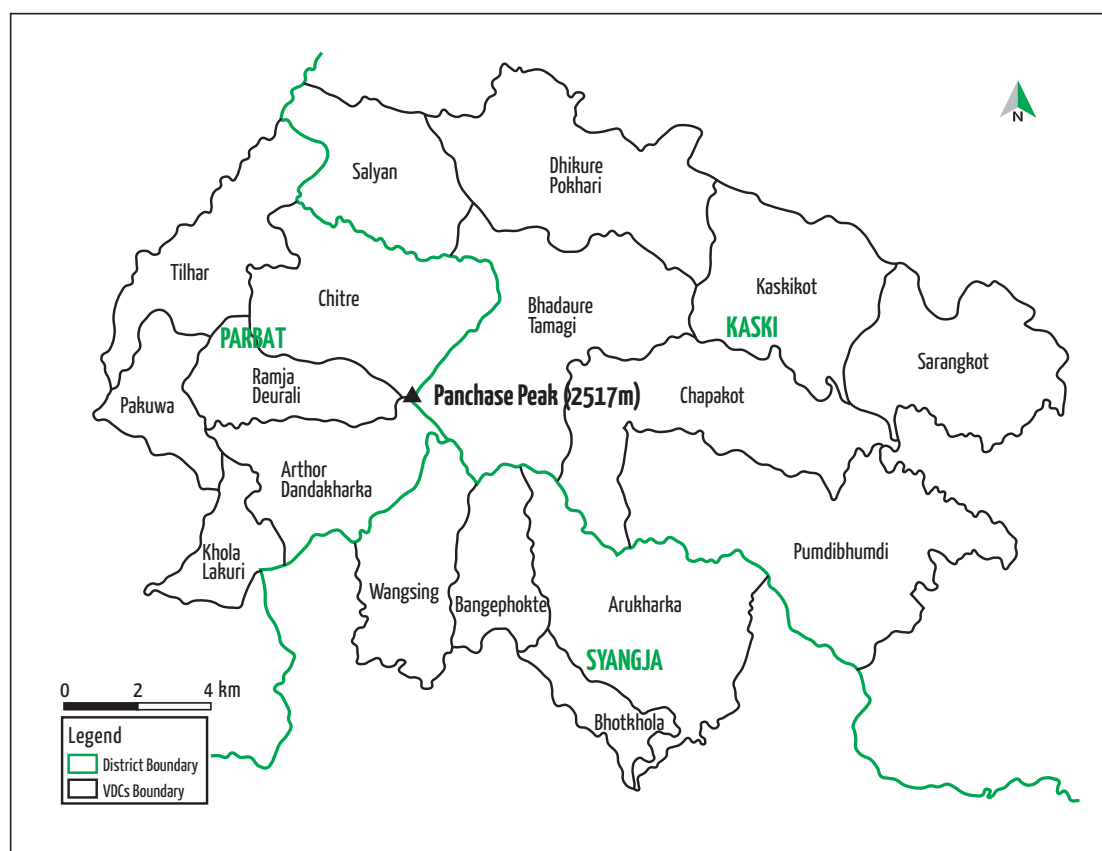 N
Dhikure
Pokhari
Salyan
Tilhar
Chitre
Kaskikot
Bhadaure
Tamagi
KASKI
PARBAT
Sarangkot
Ramja
Deurali
Panchase Peak (2517m)
Chapakot
Pakuwa
Arthor
Dandakharka
Khola
Lakuri
Pumdibhumdi
Wangsing
Bangephokte
Arukharka
SYANGJA
Bhotkhola
0 2 4 km
Legend
District Boundary
VDCs Boundary